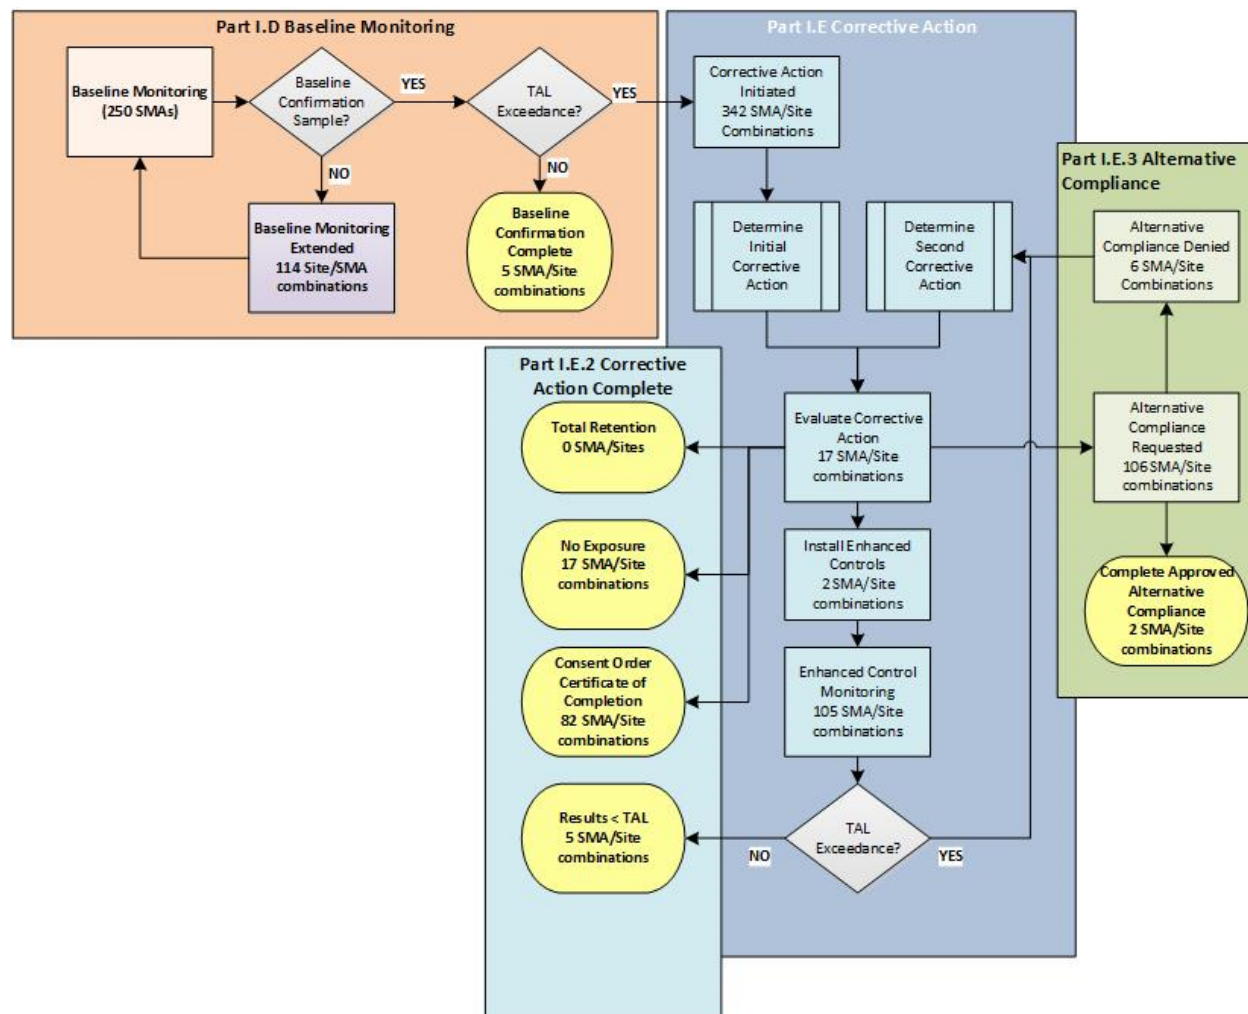 Part I.D Baseline Monitoring
Baseline Monitoring
(250 SMAs)
Baseline
Confirmation
Sample?
YES
TAL
Exceedance?
YES
NO
NO
Baseline Monitoring
Extended
114 Site/SMA
combinations
Baseline
Confirmation
Complete
5 SMA/Site
combinations
Part I.E Corrective Action
Corrective Action
Initiated
342 SMA/Site
Combinations
Determine
Initial
Corrective
Action
Determine
Second
Corrective
Action
Part I.E.3 Alternative
Compliance
Alternative
Compliance Denied
6 SMA/Site
Combinations
Alternative
Compliance
Requested
106 SMA/Site
combinations
Complete Approved
Alternative
Compliance
2 SMA/Site
combinations
Part I.E.2 Corrective
Action Complete
Total Retention
0 SMA/Sites
No Exposure
17 SMA/Site
combinations
Consent Order
Certificate of
Completion
82 SMA/Site
combinations
Results < TAL
5 SMA/Site
combinations
Evaluate Corrective
Action
17 SMA/Site
combinations
Install Enhanced
Controls
2 SMA/Site
combinations
Enhanced Control
Monitoring
105 SMA/Site
combinations
TAL
Exceedance?
NO
YES